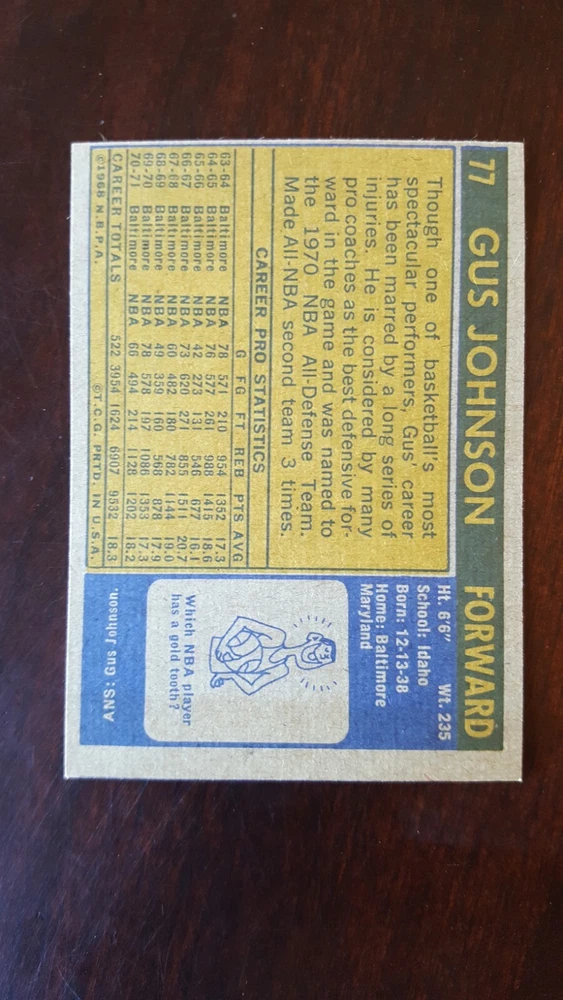 77 GUS JOHNSON FORWARD
Though one of basketball's most
spectacular performers, Gus' career
has been marred by a long series of
injuries. He is considered by many
pro coaches as the best defensive for-
ward in the game and was named to
the 1970 NBA All-Defense Team.
Made All-NBA second team 3 times.
CAREER PRO STATISTICS
G FG FT REB PTS AVG
63-64 Baltimore NBA 78 571 210 954 1352 17.3
64-65 Baltimore NBA 76 577 261 988 1415 18.6
65-66 Baltimore NBA 42 273 131 546 677 16.1
66-67 Baltimore NBA 73 620 271 855 1511 20.7
67-68 Baltimore NBA 60 482 180 782 1144 19.0
68-69 Baltimore NBA 49 359 160 568 878 17.9
69-70 Baltimore NBA 78 578 197 1086 1353 17.3
70-71 Baltimore NBA 66 494 214 1128 1202 18.2
CAREER TOTALS 522 3954 1624 6907 9532 18.3
©1968 N.B.P.A. ©T.C.G. PRTD. IN U.S.A.
Ht. 6'6" Wt. 235
School: Idaho
Born: 12-13-38
Home: Baltimore
Maryland
Which NBA player
has a gold tooth?
ANS: Gus Johnson.